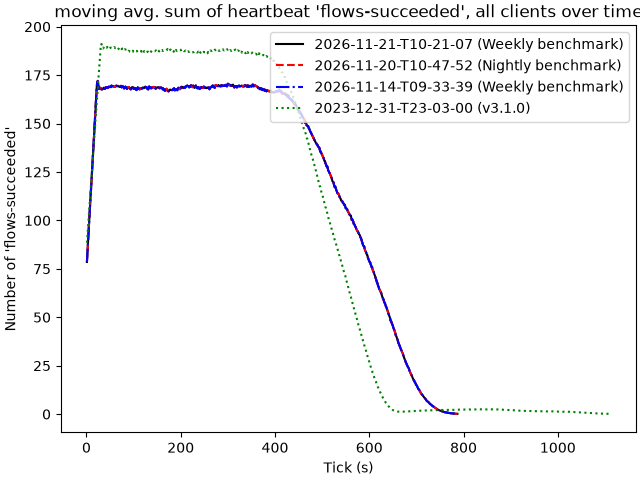 moving avg. sum of heartbeat 'flows-succeeded', all clients over time
200
175
150
125
100
75
50
25
0
Number of 'flows-succeeded'
2026-11-21-T10-21-07 (Weekly benchmark)
2026-11-20-T10-47-52 (Nightly benchmark)
2026-11-14-T09-33-39 (Weekly benchmark)
2023-12-31-T23-03-00 (v3.1.0)
0 200 400 600 800 1000
Tick (s)